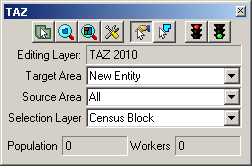 TAZ
Editing Layer: TAZ 2010
Target Area New Entity
Source Area All
Selection Layer Census Block
Population 0 Workers 0